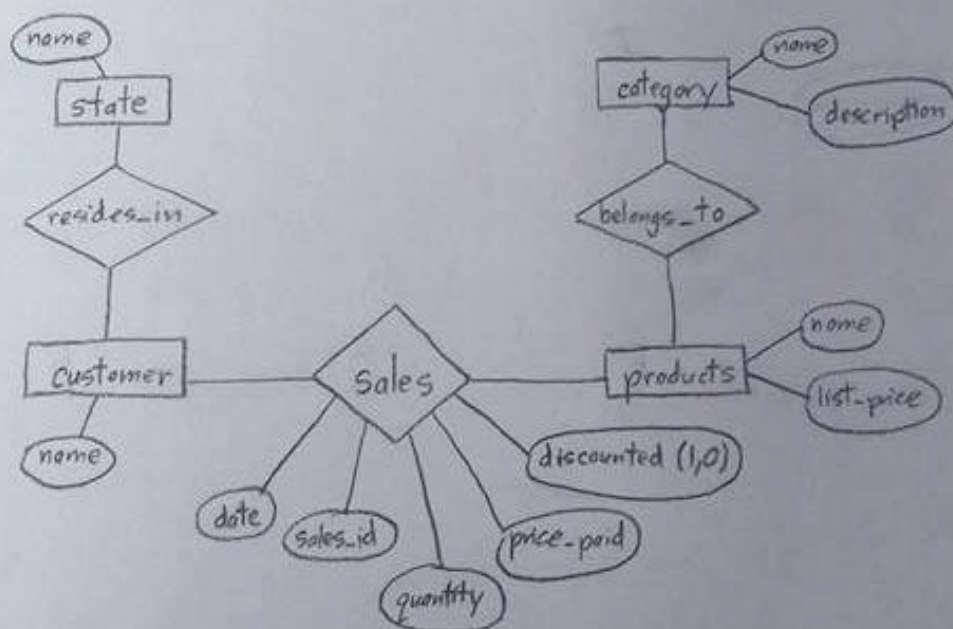 name
state
resides_in
customer
name
sales
date
sales_id
quantity
price_paid
discounted (1,0)
category
name
description
belongs_to
products
name
list_price